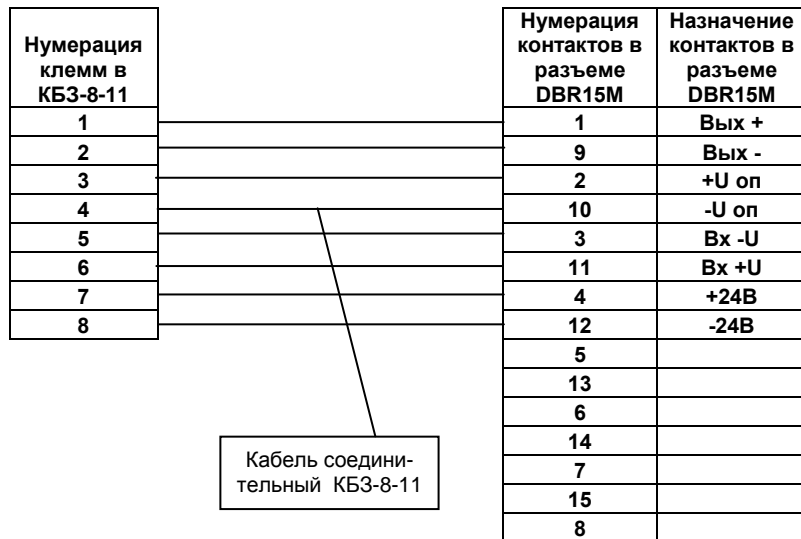 Нумерация
клемм в
КБЗ-8-11
1
2
3
4
5
6
7
8
Нумерация
контактов в
разъеме
DBR15M
Назначение
контактов в
разъеме
DBR15M
1 Вых +
9 Вых -
2 +U оп
10 -U оп
3 Вх -U
11 Вх +U
4 +24В
12 -24В
5
13
6
14
7
15
8
Кабель соедини-
тельный КБЗ-8-11